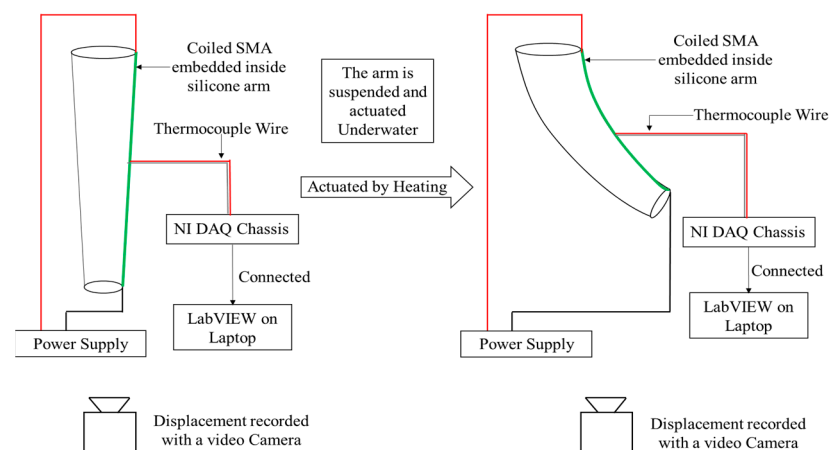 Coiled SMA
embedded inside
silicone arm
Thermocouple Wire
NI DAQ Chassis
Connected
LabVIEW on
Laptop
Power Supply
Displacement recorded
with a video Camera
The arm is
suspended and
actuated
Underwater
Actuated by Heating
Coiled SMA
embedded inside
silicone arm
Thermocouple Wire
NI DAQ Chassis
Connected
LabVIEW on
Laptop
Power Supply
Displacement recorded
with a video Camera